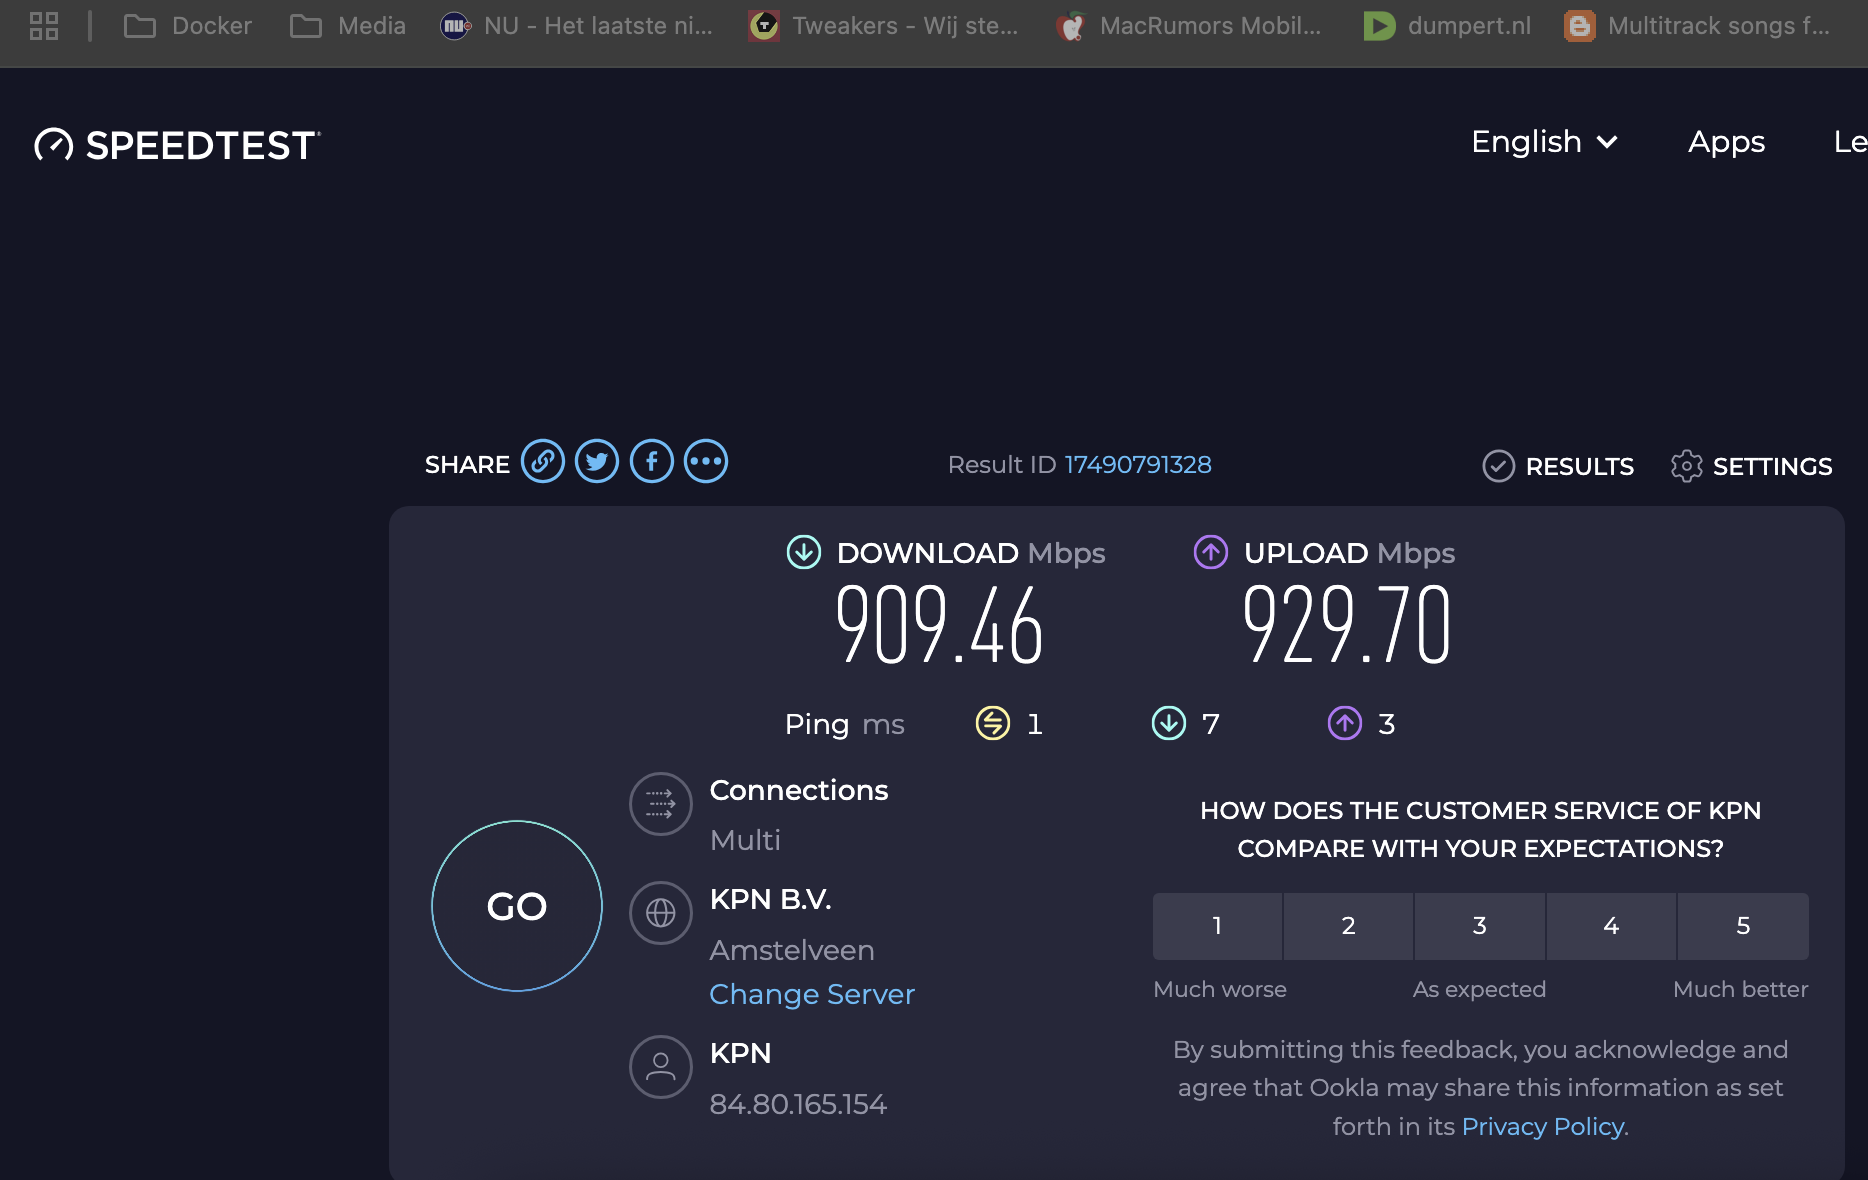 Docker Media NU - Het laatste ni... Tweakers - Wij ste... MacRumors Mobil... dumpert.nl Multitrack songs f...
SPEEDTEST English Apps Le
SHARE Result ID 17490791328 RESULTS SETTINGS
DOWNLOAD Mbps UPLOAD Mbps
909.46 929.70
Ping ms 1 7 3
Connections
Multi
GO
KPN B.V.
Amstelveen
Change Server
KPN
84.80.165.154
HOW DOES THE CUSTOMER SERVICE OF KPN
COMPARE WITH YOUR EXPECTATIONS?
1 2 3 4 5
Much worse As expected Much better
By submitting this feedback, you acknowledge and
agree that Ookla may share this information as set
forth in its Privacy Policy.